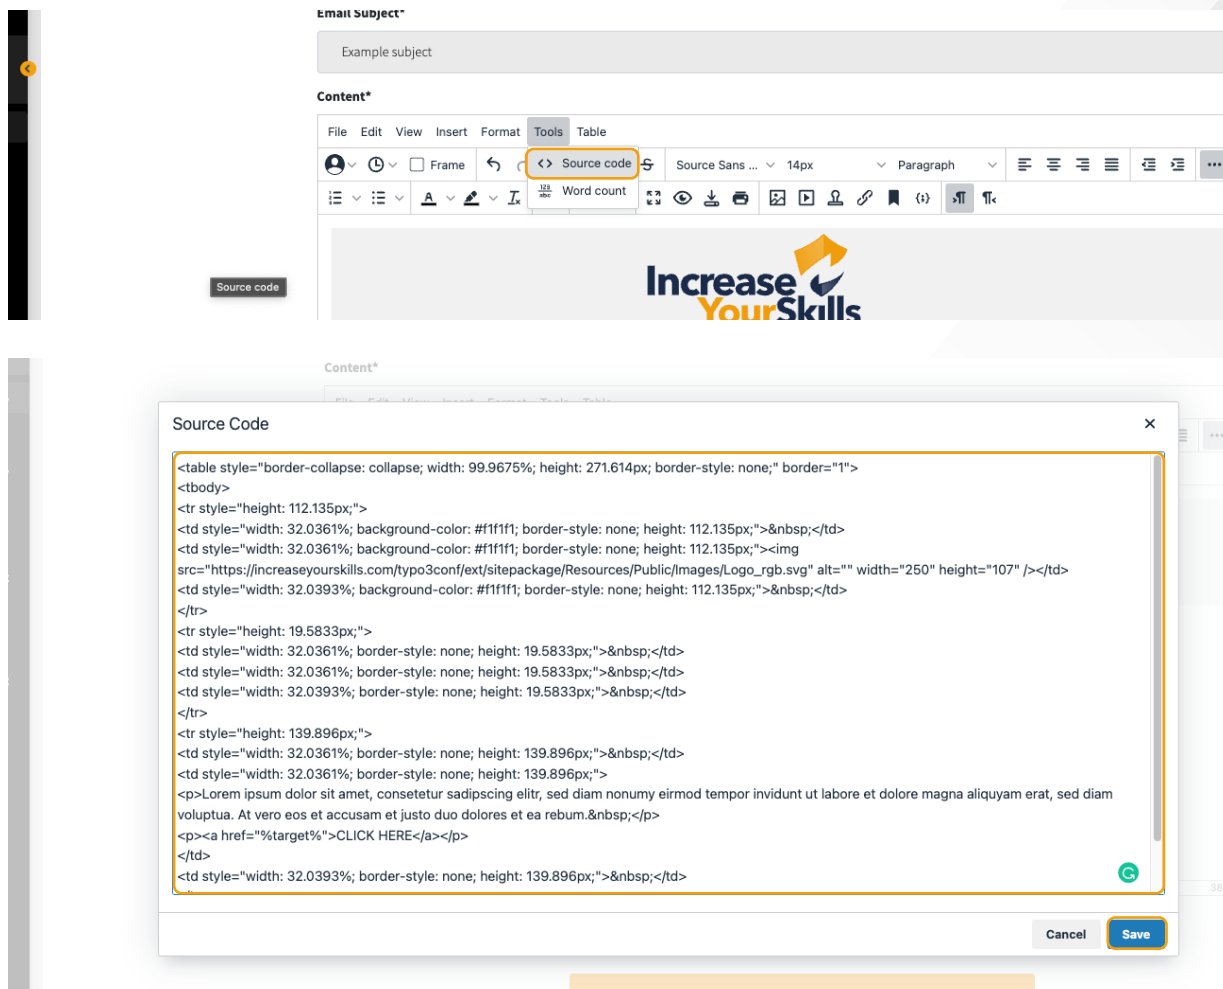 Email Subject*
Example subject
Content*
File Edit View Insert Format Tools Table
Frame Source code S Source Sans ... 14px Paragraph
Word count
Source code
Increase
YourSkills
Content*
File Edit View Insert Format Tools Table
Source Code
<table style="border-collapse: collapse; width: 99.9675%; height: 271.614px; border-style: none;" border="1">
<tbody>
<tr style="height: 112.135px;">
<td style="width: 32.0361%; background-color: #f1f1f1; border-style: none; height: 112.135px;">&nbsp;</td>
<td style="width: 32.0361%; background-color: #f1f1f1; border-style: none; height: 112.135px;"><img
src="https://increaseyourskills.com/typo3conf/ext/sitepackage/Resources/Public/Images/Logo_rgb.svg" alt="" width="250" height="107" /></td>
<td style="width: 32.0393%; background-color: #f1f1f1; border-style: none; height: 112.135px;">&nbsp;</td>
</tr>
<tr style="height: 19.5833px;">
<td style="width: 32.0361%; border-style: none; height: 19.5833px;">&nbsp;</td>
<td style="width: 32.0361%; border-style: none; height: 19.5833px;">&nbsp;</td>
<td style="width: 32.0393%; border-style: none; height: 19.5833px;">&nbsp;</td>
</tr>
<tr style="height: 139.896px;">
<td style="width: 32.0361%; border-style: none; height: 139.896px;">&nbsp;</td>
<td style="width: 32.0361%; border-style: none; height: 139.896px;">
<p>Lorem ipsum dolor sit amet, consetetur sadipscing elitr, sed diam nonumy eirmod tempor invidunt ut labore et dolore magna aliquyam erat, sed diam
voluptua. At vero eos et accusam et justo duo dolores et ea rebum.&nbsp;</p>
<p><a href="%target%">CLICK HERE</a></p>
</td>
<td style="width: 32.0393%; border-style: none; height: 139.896px;">&nbsp;</td>
38
Cancel Save